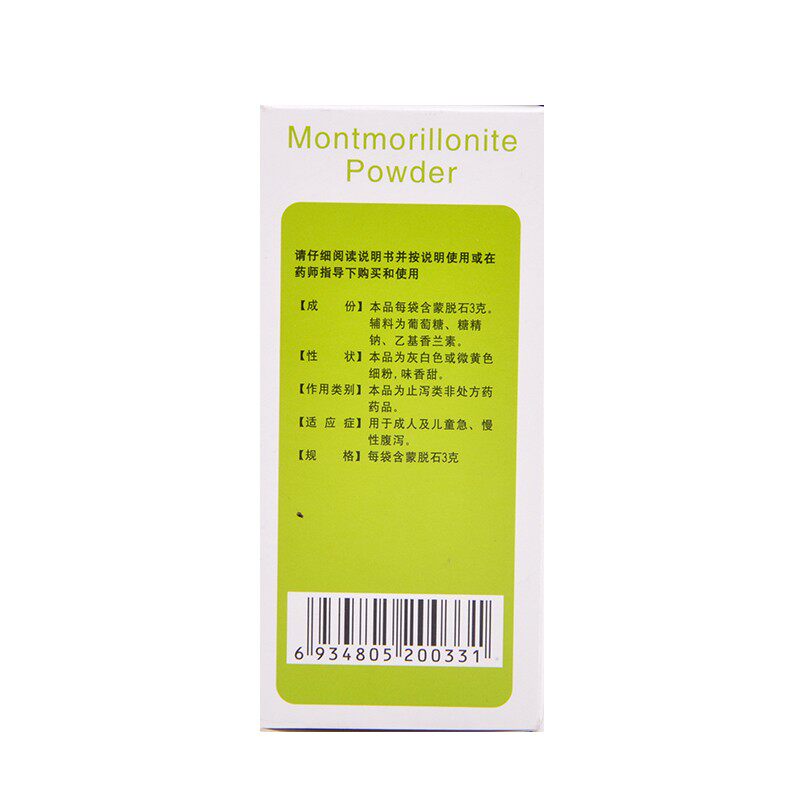 Montmorillonite
Powder
请仔细阅读说明书并按说明使用或在
药师指导下购买和使用
【成 份】本品每袋含蒙脱石3克。
辅料为葡萄糖、糖精
钠、乙基香兰素。
【性 状】本品为灰白色或微黄色
细粉，味香甜。
【作用类别】本品为止泻类非处方药
药品。
【适 应 症】用于成人及儿童急、慢
性腹泻。
【规 格】每袋含蒙脱石3克
6 934805 200331